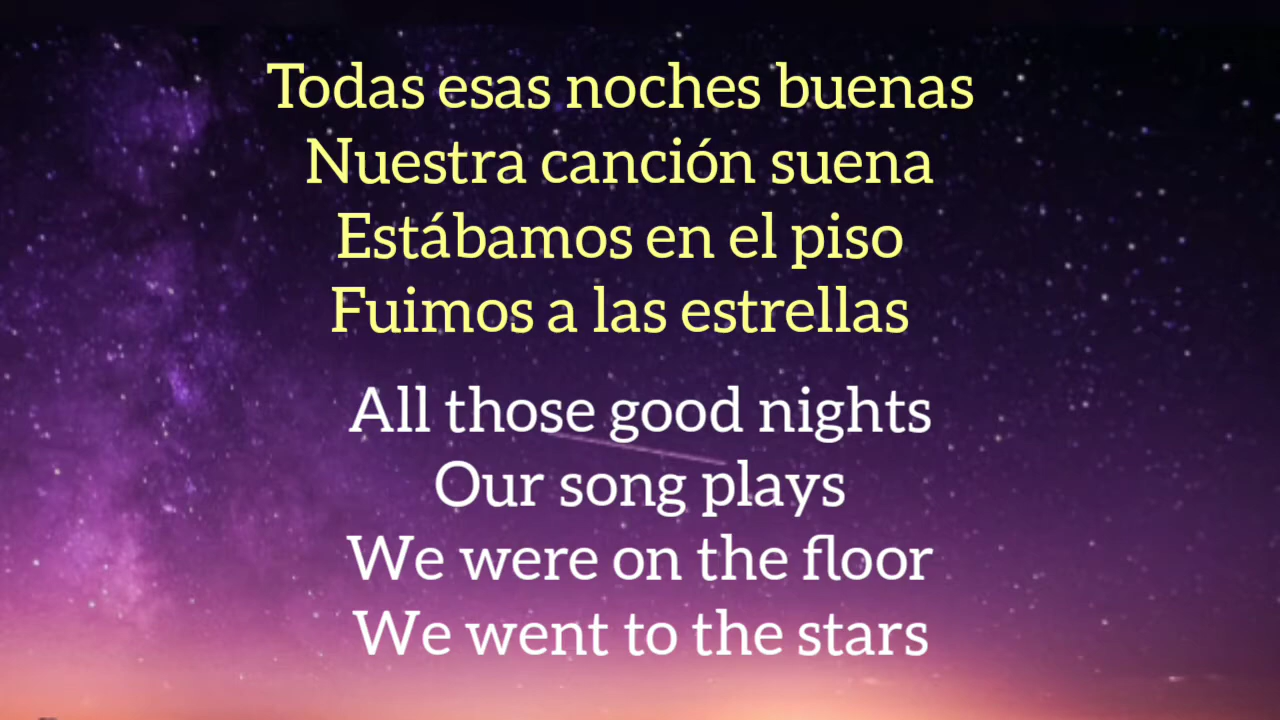 Todas esas noches buenas
Nuestra canción suena
Estábamos en el piso
Fuimos a las estrellas
All those good nights
Our song plays
We were on the floor
We went to the stars